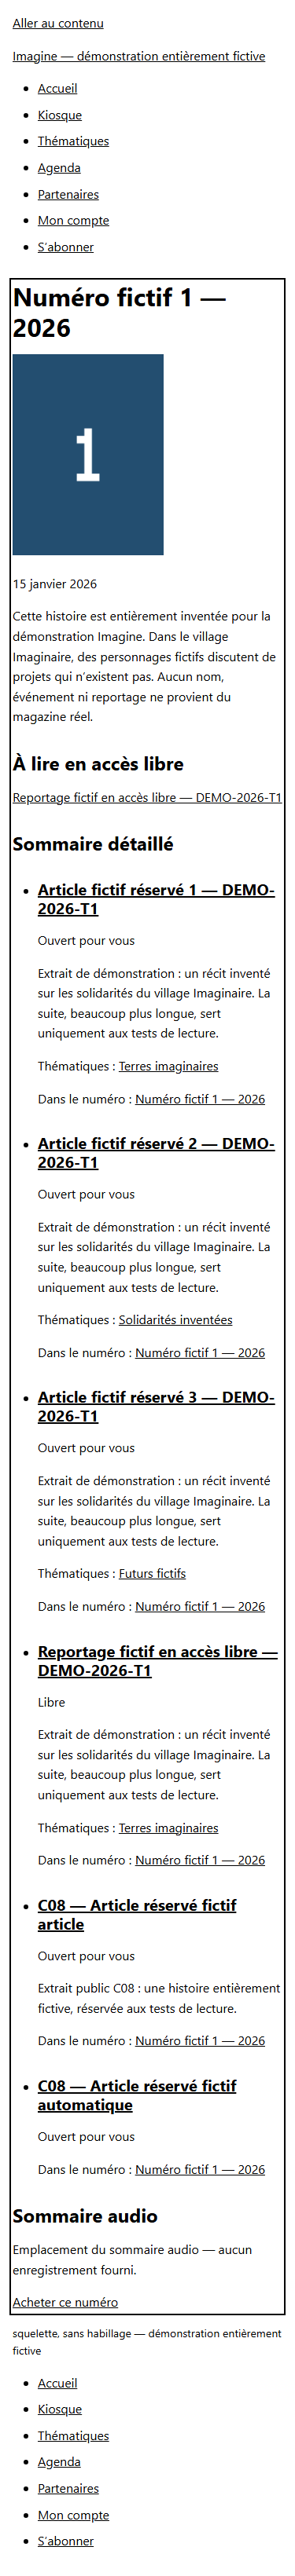 Aller au contenu
Imagine — démonstration entièrement fictive
Accueil
Kiosque
Thématiques
Agenda
Partenaires
Mon compte
S’abonner
Numéro fictif 1 —
2026
1
15 janvier 2026
Cette histoire est entièrement inventée pour la
démonstration Imagine. Dans le village
Imaginaire, des personnages fictifs discutent de
projets qui n’existent pas. Aucun nom,
événement ni reportage ne provient du
magazine réel.
À lire en accès libre
Reportage fictif en accès libre — DEMO-2026-T1
Sommaire détaillé
Article fictif réservé 1 — DEMO-
2026-T1
Ouvert pour vous
Extrait de démonstration : un récit inventé
sur les solidarités du village Imaginaire. La
suite, beaucoup plus longue, sert
uniquement aux tests de lecture.
Thématiques : Terres imaginaires
Dans le numéro : Numéro fictif 1 — 2026
Article fictif réservé 2 — DEMO-
2026-T1
Ouvert pour vous
Extrait de démonstration : un récit inventé
sur les solidarités du village Imaginaire. La
suite, beaucoup plus longue, sert
uniquement aux tests de lecture.
Thématiques : Solidarités inventées
Dans le numéro : Numéro fictif 1 — 2026
Article fictif réservé 3 — DEMO-
2026-T1
Ouvert pour vous
Extrait de démonstration : un récit inventé
sur les solidarités du village Imaginaire. La
suite, beaucoup plus longue, sert
uniquement aux tests de lecture.
Thématiques : Futurs fictifs
Dans le numéro : Numéro fictif 1 — 2026
Reportage fictif en accès libre —
DEMO-2026-T1
Libre
Extrait de démonstration : un récit inventé
sur les solidarités du village Imaginaire. La
suite, beaucoup plus longue, sert
uniquement aux tests de lecture.
Thématiques : Terres imaginaires
Dans le numéro : Numéro fictif 1 — 2026
C08 — Article réservé fictif
article
Ouvert pour vous
Extrait public C08 : une histoire entièrement
fictive, réservée aux tests de lecture.
Dans le numéro : Numéro fictif 1 — 2026
C08 — Article réservé fictif
automatique
Ouvert pour vous
Dans le numéro : Numéro fictif 1 — 2026
Sommaire audio
Emplacement du sommaire audio — aucun
enregistrement fourni.
Acheter ce numéro
squelette, sans habillage — démonstration entièrement
fictive
Accueil
Kiosque
Thématiques
Agenda
Partenaires
Mon compte
S’abonner